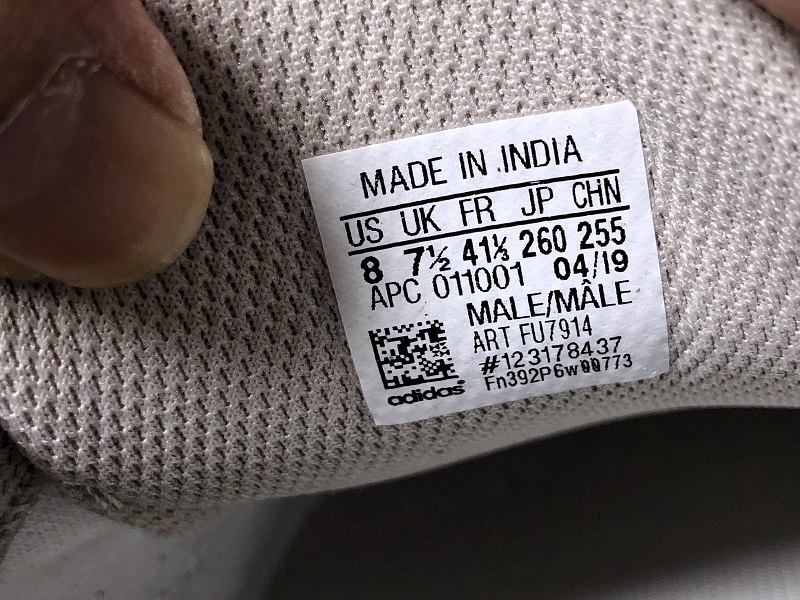 MADE IN INDIA
US UK FR JP CHN
8 7½ 41⅓ 260 255
APC 011001 04/19
MALE/MÂLE
ART FU7914
#123178437
Fn392P6w00773
adidas